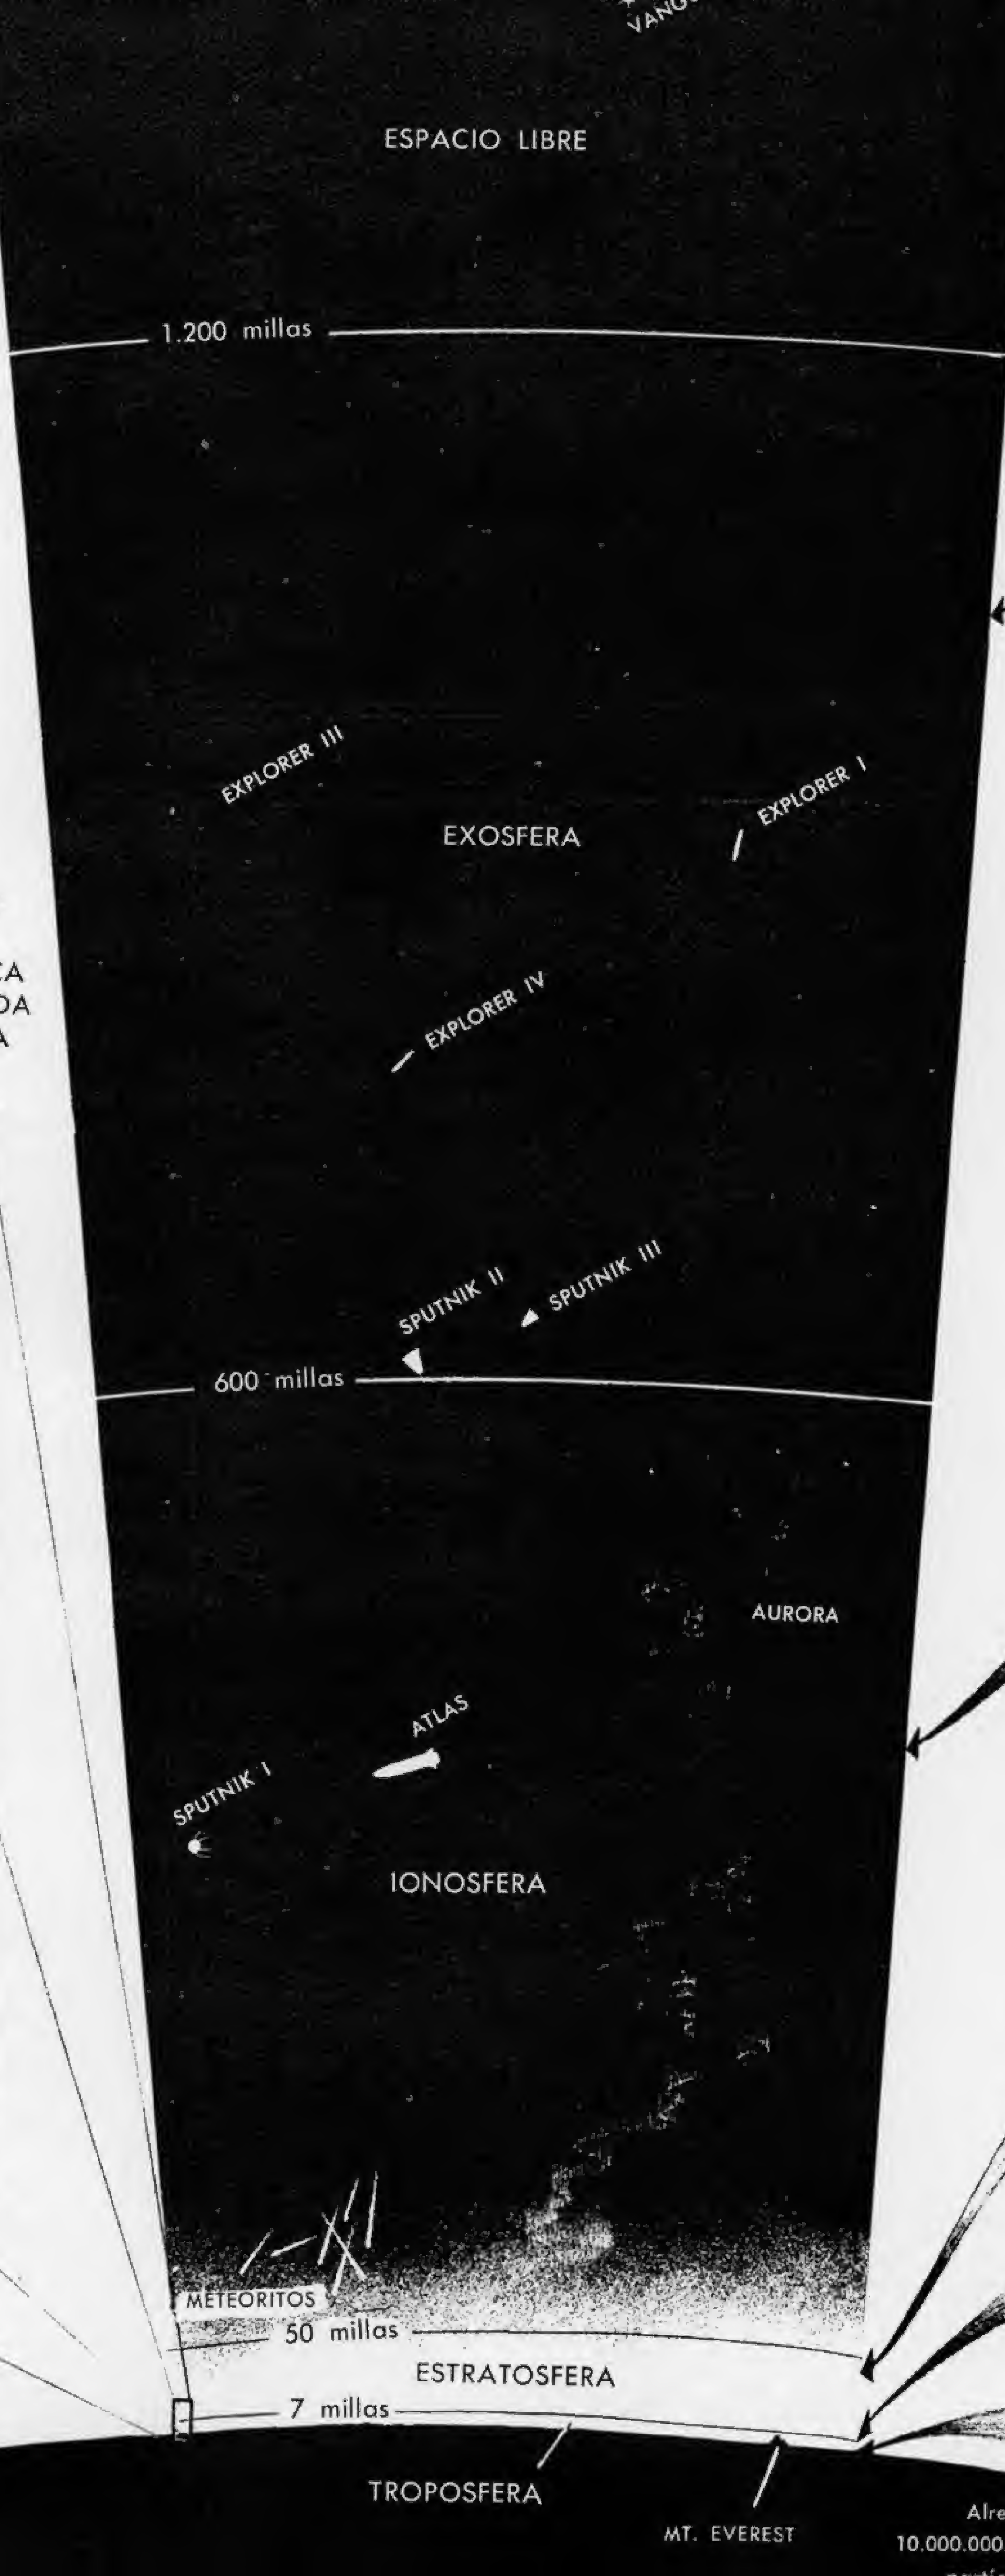 ESPACIO LIBRE
1.200 millas
EXPLORER III
EXPLORER I
EXOSFERA
EXPLORER IV
SPUTNIK II
SPUTNIK III
600 millas
AURORA
ATLAS
SPUTNIK I
IONOSFERA
METEORITOS
50 millas
ESTRATOSFERA
7 millas
TROPOSFERA
MT. EVEREST
10.000.000